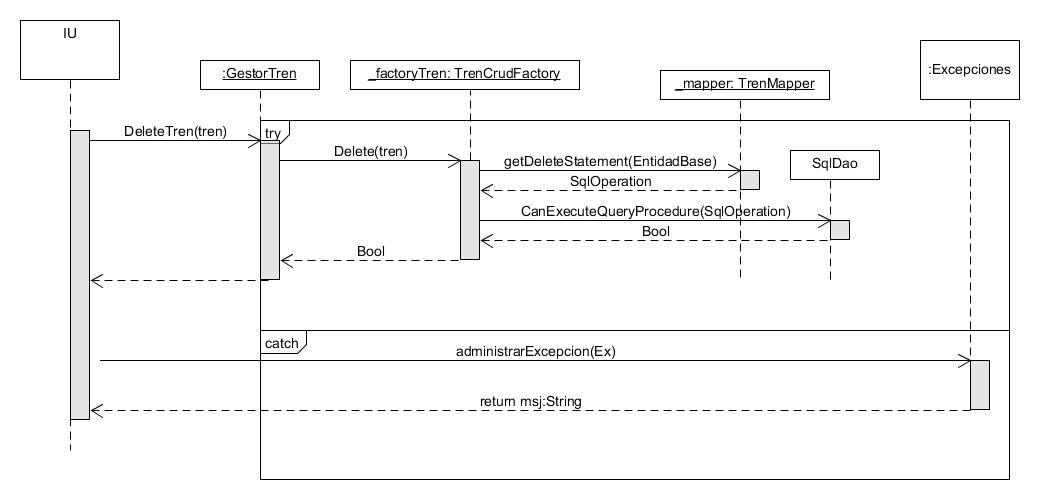 IU
:GestorTren
_factoryTren: TrenCrudFactory
_mapper: TrenMapper
:Excepciones
try
DeleteTren(tren)
Delete(tren)
getDeleteStatement(EntidadBase)
SqlDao
SqlOperation
CanExecuteQueryProcedure(SqlOperation)
Bool
Bool
catch
administrarExcepcion(Ex)
return msj:String